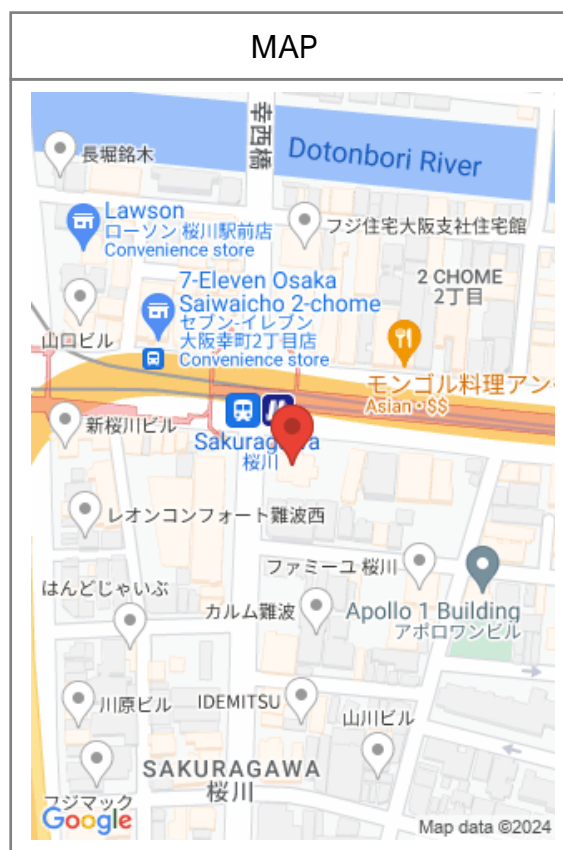 MAP
幸西橋
長堀銘木
Dotonbori River
Lawson
ローソン 桜川駅前店
Convenience store
フジ住宅大阪支社住宅館
2 CHOME
2丁目
7-Eleven Osaka
Saiwaicho 2-chome
セブン-イレブン
大阪幸町2丁目店
Convenience store
山口ビル
モンゴル料理アン
Asian・$$
新桜川ビル
Sakuragawa
桜川
レオンコンフォート難波西
ファミーユ 桜川
はんどじゃいぶ
カルム難波
Apollo 1 Building
アポロワンビル
川原ビル
IDEMITSU
山川ビル
SAKURAGAWA
桜川
フジマック
Google
Map data ©2024